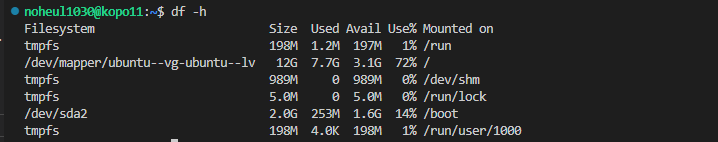 noheul1030@kopo11:~$ df -h
Filesystem Size Used Avail Use% Mounted on
tmpfs 198M 1.2M 197M 1% /run
/dev/mapper/ubuntu--vg-ubuntu--lv 12G 7.7G 3.1G 72% /
tmpfs 989M 0 989M 0% /dev/shm
tmpfs 5.0M 0 5.0M 0% /run/lock
/dev/sda2 2.0G 253M 1.6G 14% /boot
tmpfs 198M 4.0K 198M 1% /run/user/1000